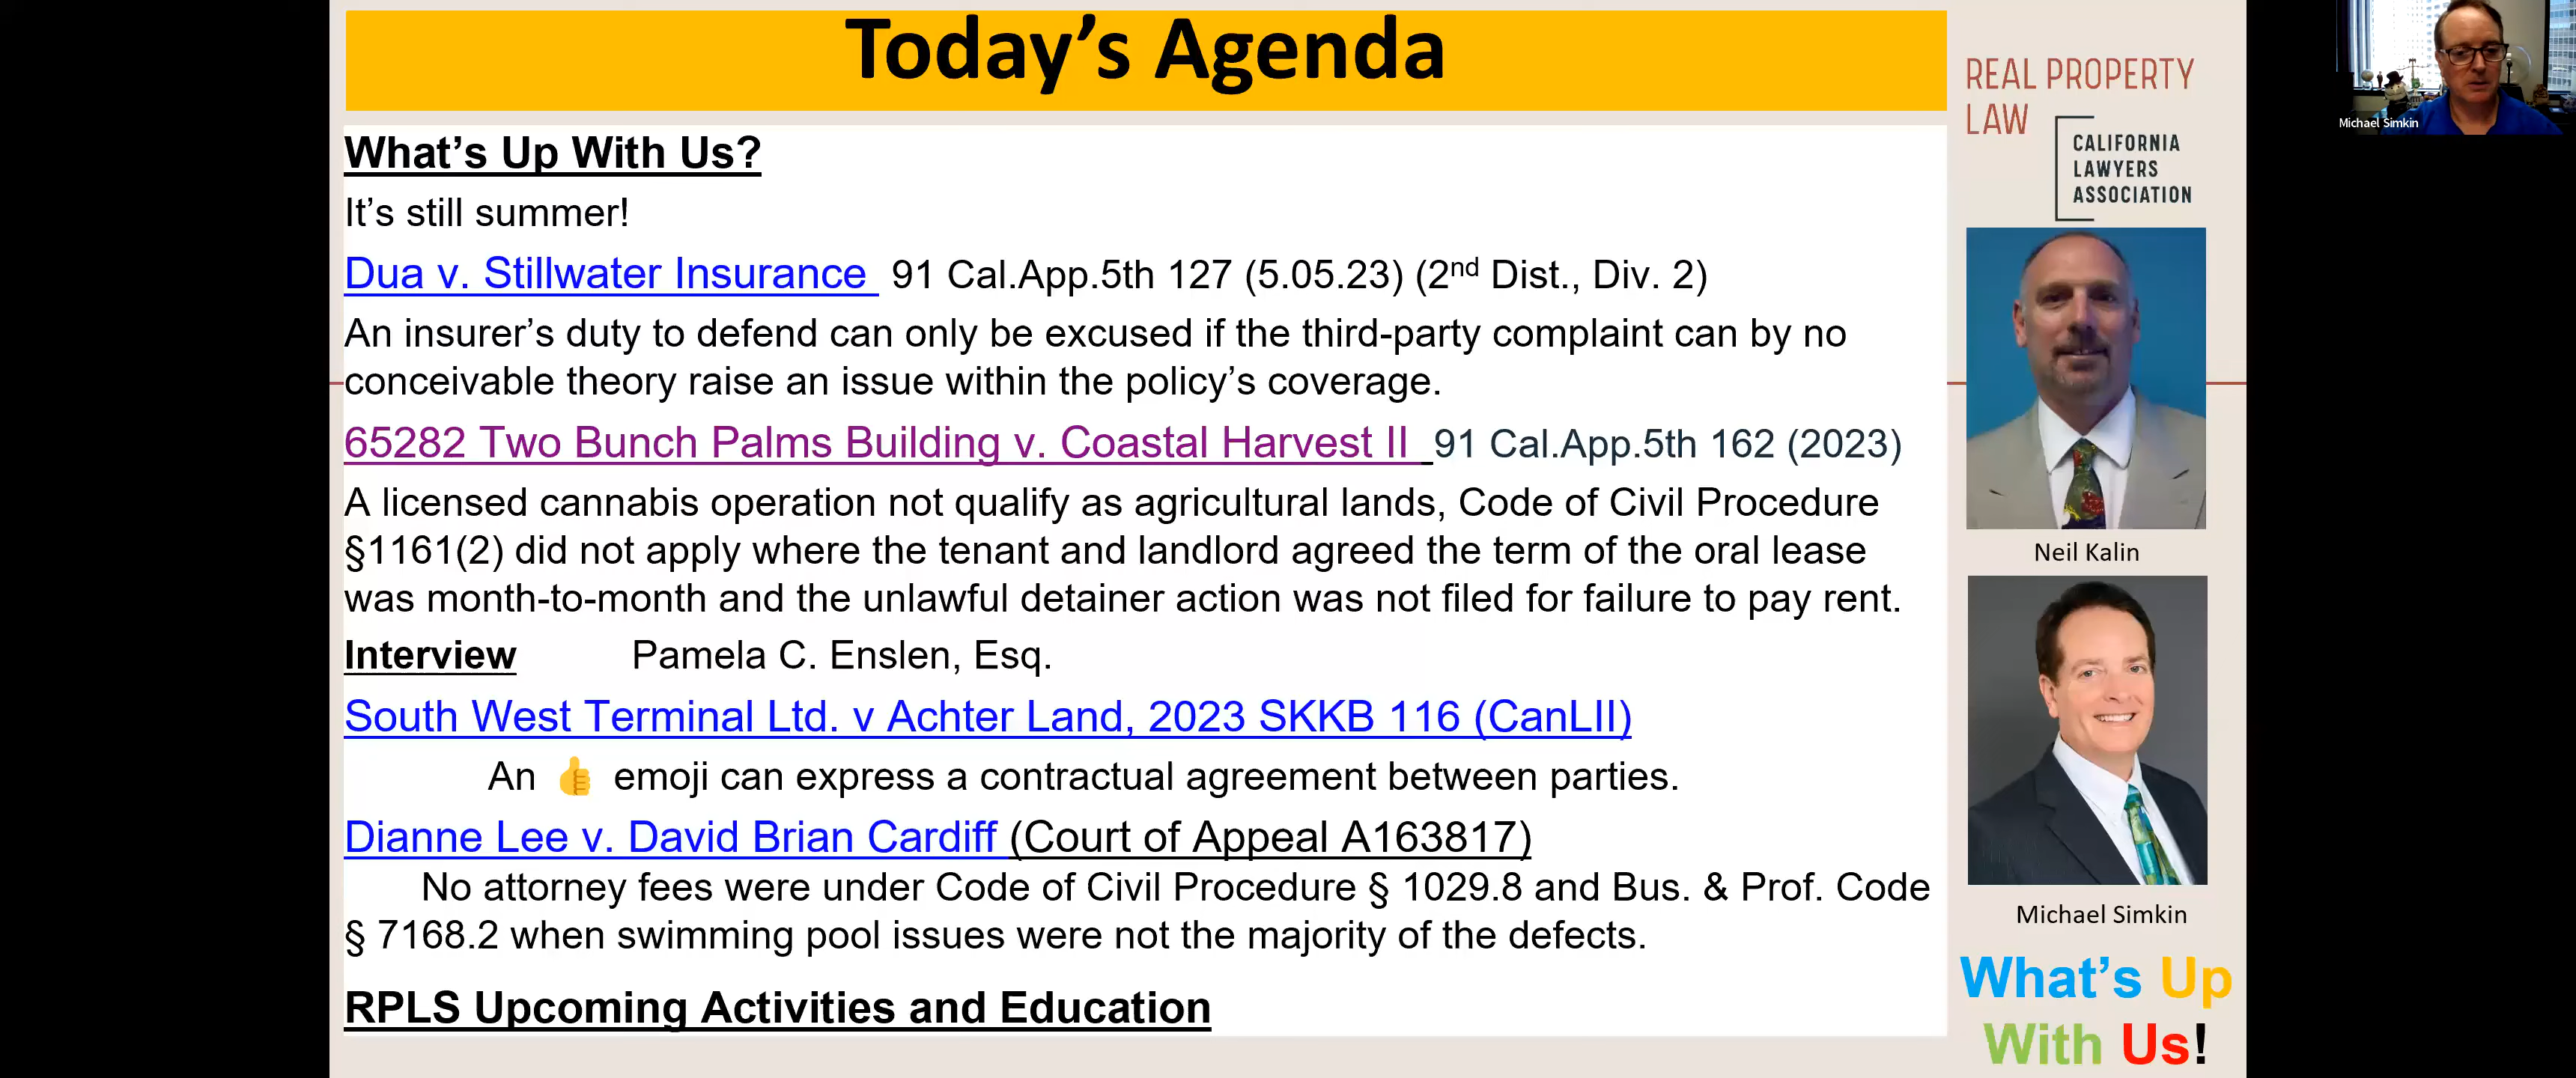 Today’s Agenda
What’s Up With Us?
It’s still summer!
Dua v. Stillwater Insurance 91 Cal.App.5th 127 (5.05.23) (2nd Dist., Div. 2)
An insurer’s duty to defend can only be excused if the third-party complaint can by no
conceivable theory raise an issue within the policy’s coverage.
65282 Two Bunch Palms Building v. Coastal Harvest II 91 Cal.App.5th 162 (2023)
A licensed cannabis operation not qualify as agricultural lands, Code of Civil Procedure
§1161(2) did not apply where the tenant and landlord agreed the term of the oral lease
was month-to-month and the unlawful detainer action was not filed for failure to pay rent.
Interview Pamela C. Enslen, Esq.
South West Terminal Ltd. v Achter Land, 2023 SKKB 116 (CanLII)
An 👍 emoji can express a contractual agreement between parties.
Dianne Lee v. David Brian Cardiff (Court of Appeal A163817)
No attorney fees were under Code of Civil Procedure § 1029.8 and Bus. & Prof. Code
§ 7168.2 when swimming pool issues were not the majority of the defects.
RPLS Upcoming Activities and Education
REAL PROPERTY
LAW
CALIFORNIA
LAWYERS
ASSOCIATION
Neil Kalin
Michael Simkin
What’s Up
With Us!
Michael Simkin